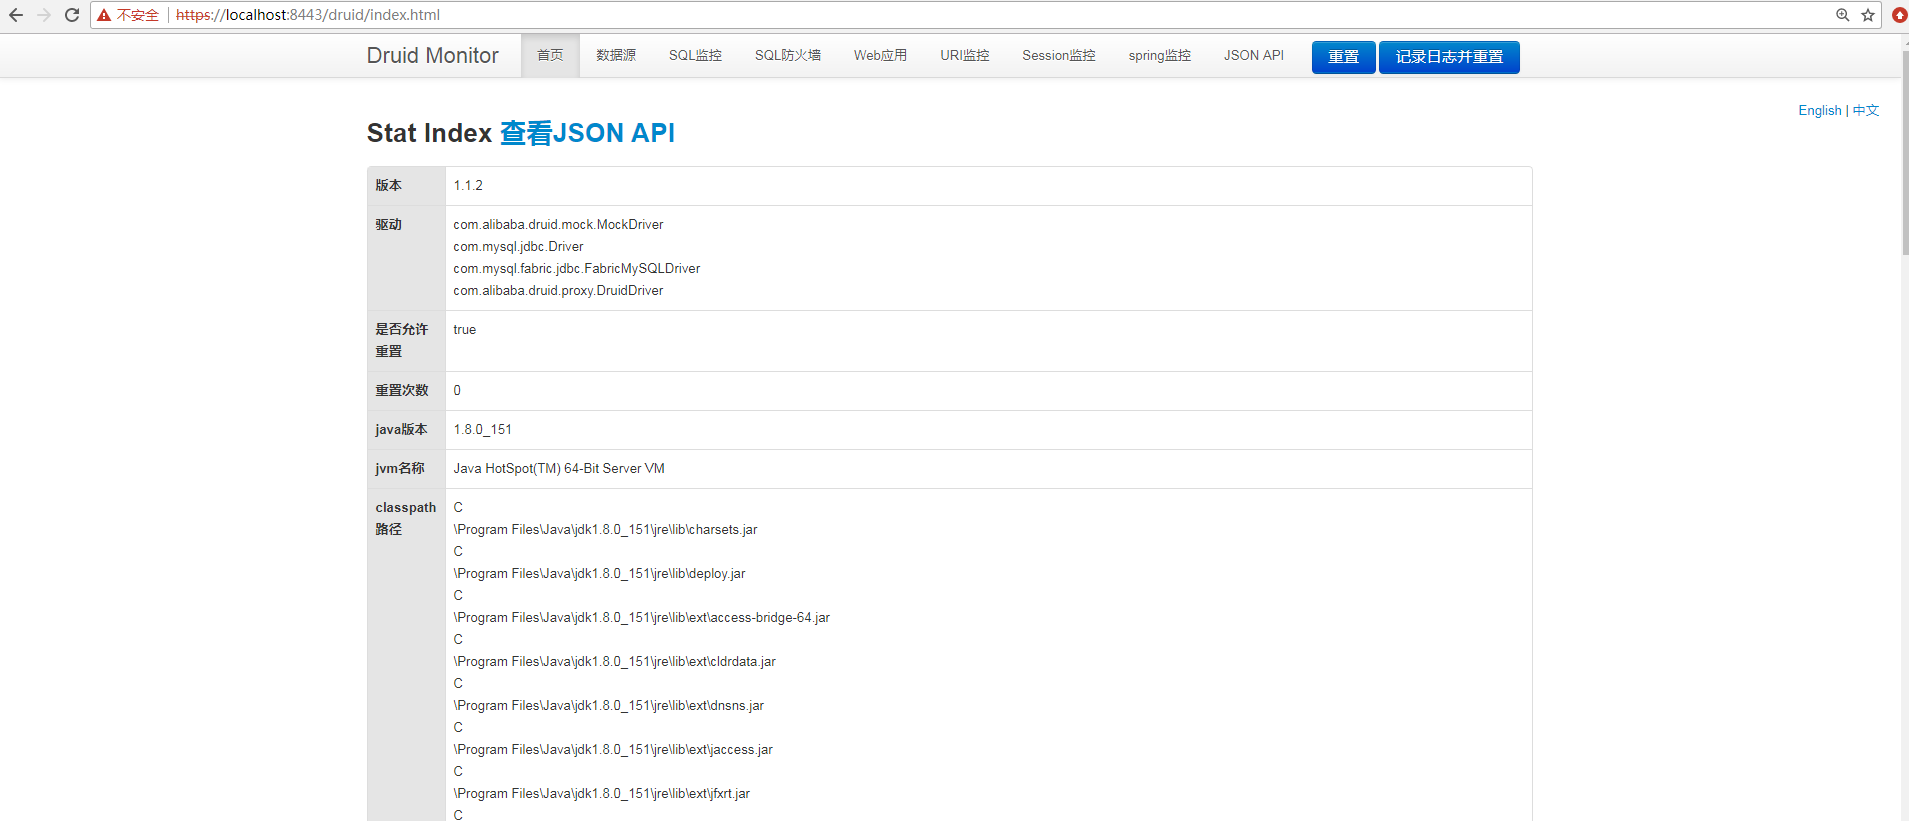 不安全 https://localhost:8443/druid/index.html
Druid Monitor 首页 数据源 SQL监控 SQL防火墙 Web应用 URI监控 Session监控 spring监控 JSON API 重置 记录日志并重置
English | 中文
Stat Index 查看JSON API
版本 1.1.2
驱动 com.alibaba.druid.mock.MockDriver
com.mysql.jdbc.Driver
com.mysql.fabric.jdbc.FabricMySQLDriver
com.alibaba.druid.proxy.DruidDriver
是否允许 true
重置
重置次数 0
java版本 1.8.0_151
jvm名称 Java HotSpot(TM) 64-Bit Server VM
classpath C
路径 \Program Files\Java\jdk1.8.0_151\jre\lib\charsets.jar
C
\Program Files\Java\jdk1.8.0_151\jre\lib\deploy.jar
C
\Program Files\Java\jdk1.8.0_151\jre\lib\ext\access-bridge-64.jar
C
\Program Files\Java\jdk1.8.0_151\jre\lib\ext\cldrdata.jar
C
\Program Files\Java\jdk1.8.0_151\jre\lib\ext\dnsns.jar
C
\Program Files\Java\jdk1.8.0_151\jre\lib\ext\jaccess.jar
C
\Program Files\Java\jdk1.8.0_151\jre\lib\ext\jfxrt.jar
C